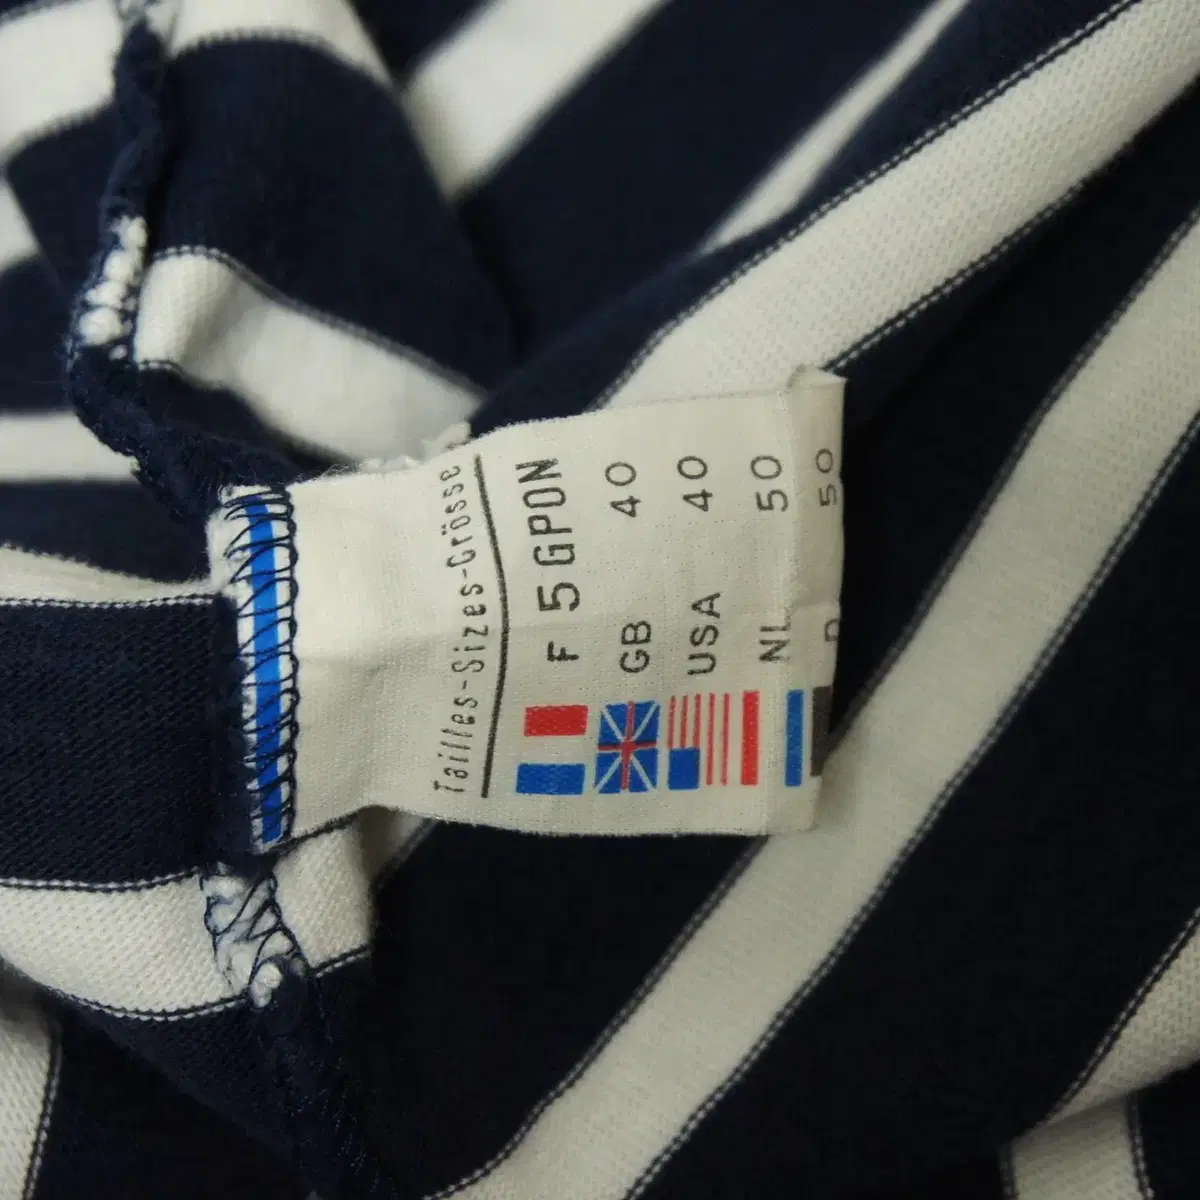 Tailles-Sizes-Grösse
F 5 GPON
GB 40
USA 40
NL 50
D 50